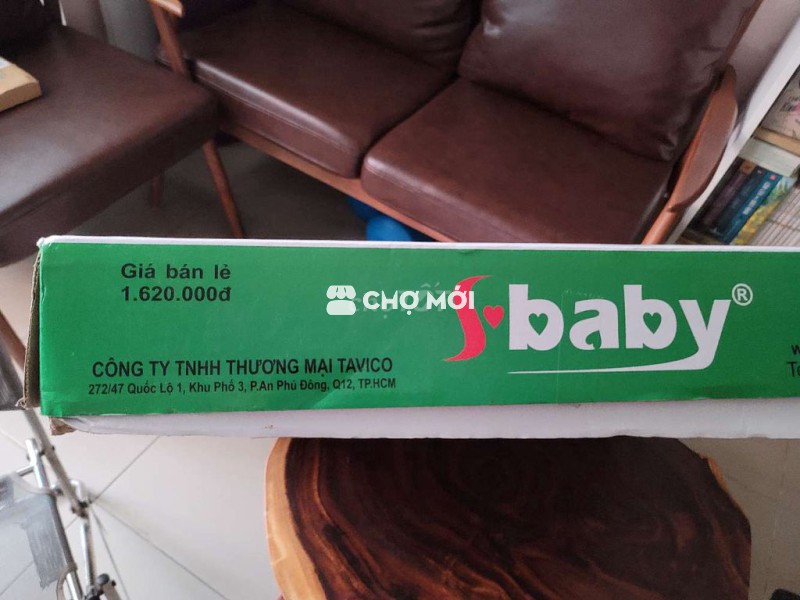 Giá bán lẻ
1.620.000đ
CHỢ MỚI
S·baby®
CÔNG TY TNHH THƯƠNG MẠI TAVICO
272/47 Quốc Lộ 1, Khu Phố 3, P.An Phú Đông, Q12, TP.HCM